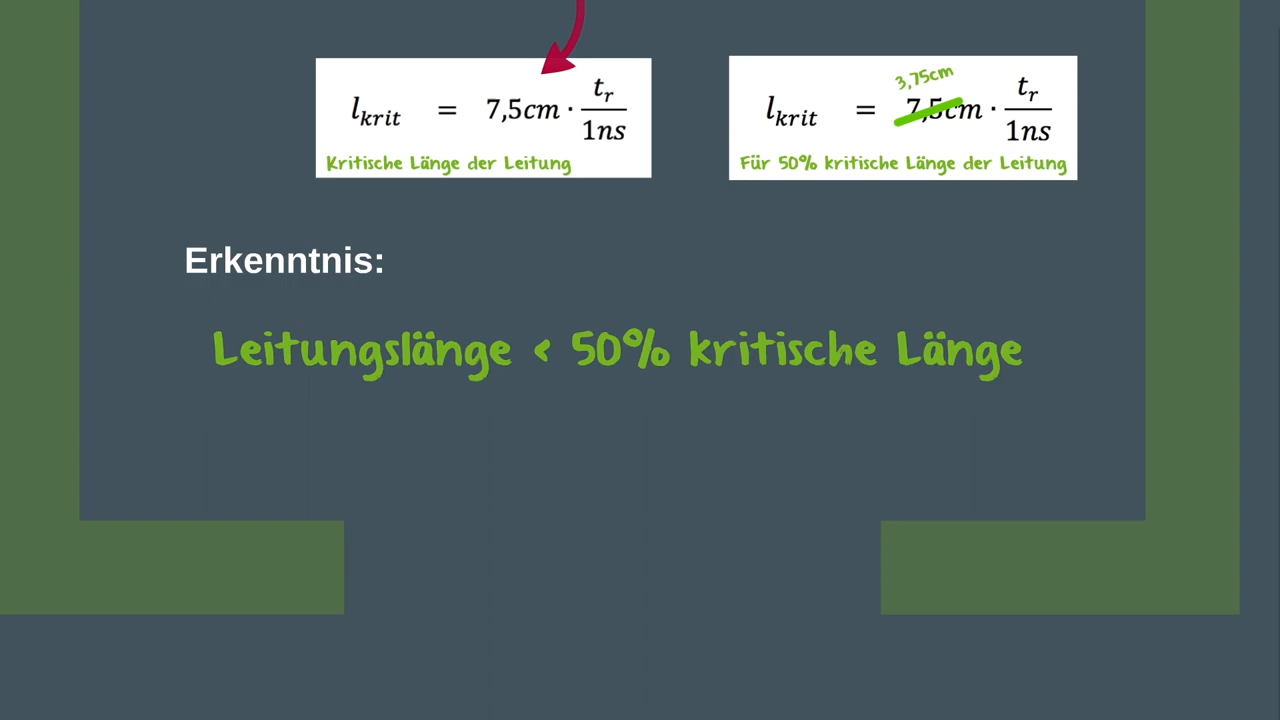 l_krit = 7,5cm · t_r/1ns
Kritische Länge der Leitung
3,75cm
l_krit = 7,5cm · t_r/1ns
Für 50% kritische Länge der Leitung
Erkenntnis:
Leitungslänge < 50% kritische Länge